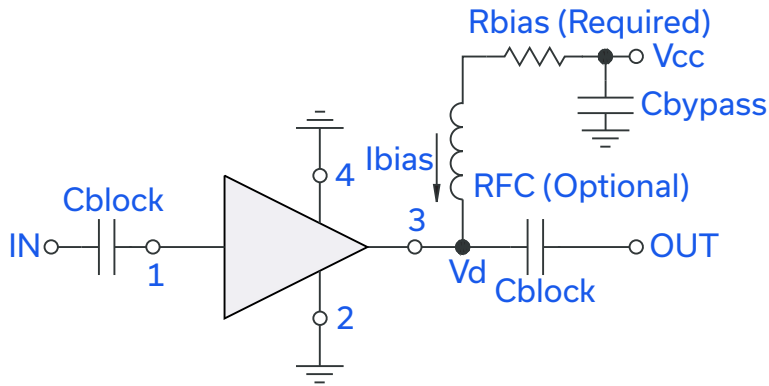 Rbias (Required)
Vcc
Cbypass
Ibias
4
RFC (Optional)
Cblock
3
IN
OUT
1
Vd
Cblock
2